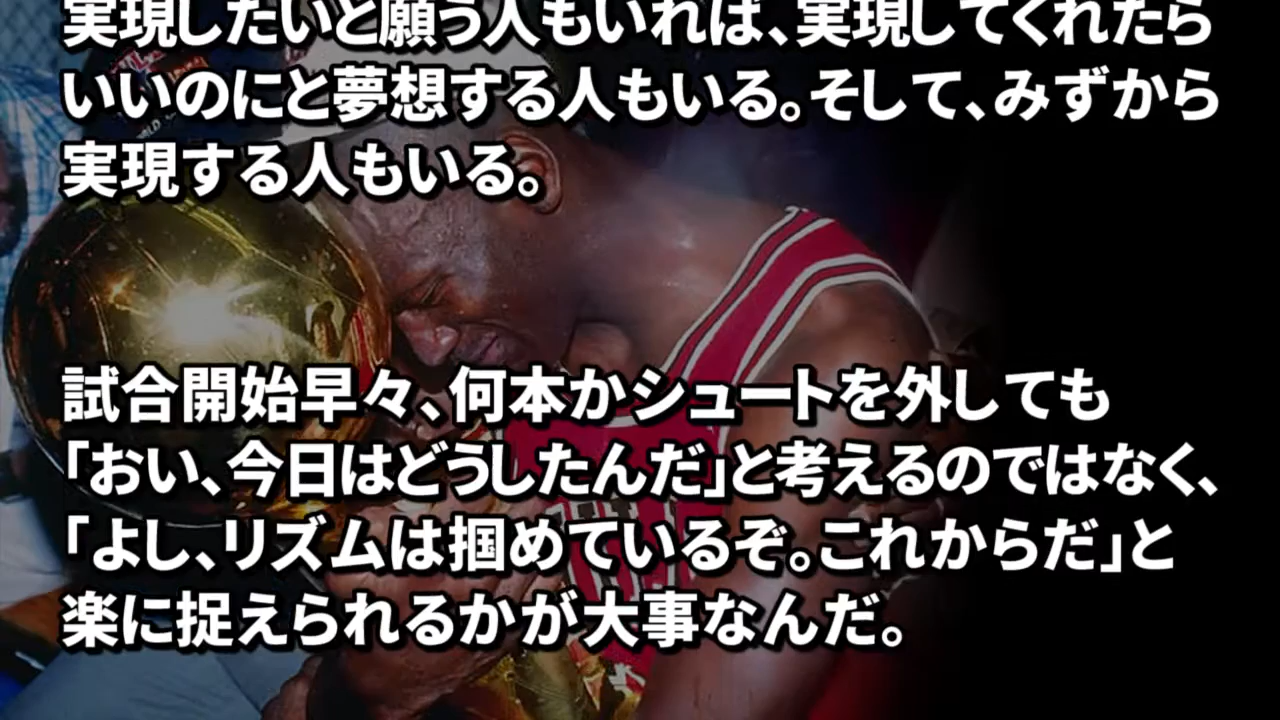 実現したいと願う人もいれば、実現してくれたら
いいのにと夢想する人もいる。そして、みずから
実現する人もいる。
試合開始早々、何本かシュートを外しても
「おい、今日はどうしたんだ」と考えるのではなく、
「よし、リズムは掴めているぞ。これからだ」と
楽に捉えられるかが大事なんだ。